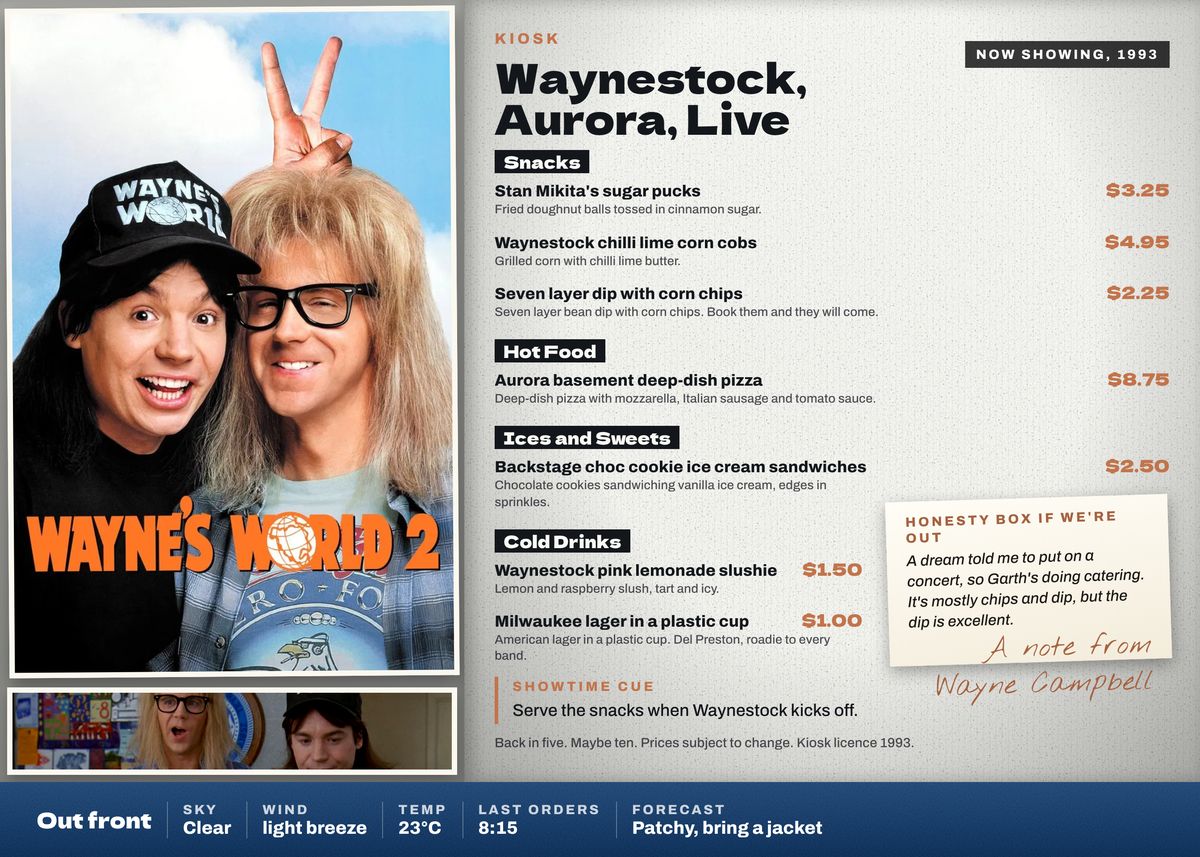 WAYNE'S
WORLD
WAYNE'S WORLD 2
KIOSK
NOW SHOWING, 1993
Waynestock,
Aurora, Live
Snacks
Stan Mikita's sugar pucks $3.25
Fried doughnut balls tossed in cinnamon sugar.
Waynestock chilli lime corn cobs $4.95
Grilled corn with chilli lime butter.
Seven layer dip with corn chips $2.25
Seven layer bean dip with corn chips. Book them and they will come.
Hot Food
Aurora basement deep-dish pizza $8.75
Deep-dish pizza with mozzarella, Italian sausage and tomato sauce.
Ices and Sweets
Backstage choc cookie ice cream sandwiches $2.50
Chocolate cookies sandwiching vanilla ice cream, edges in
sprinkles.
Cold Drinks
Waynestock pink lemonade slushie $1.50
Lemon and raspberry slush, tart and icy.
Milwaukee lager in a plastic cup $1.00
American lager in a plastic cup. Del Preston, roadie to every
band.
HONESTY BOX IF WE'RE
OUT
A dream told me to put on a
concert, so Garth's doing catering.
It's mostly chips and dip, but the
dip is excellent.
A note from
Wayne Campbell
SHOWTIME CUE
Serve the snacks when Waynestock kicks off.
Back in five. Maybe ten. Prices subject to change. Kiosk licence 1993.
Out front
SKY
Clear
WIND
light breeze
TEMP
23°C
LAST ORDERS
8:15
FORECAST
Patchy, bring a jacket